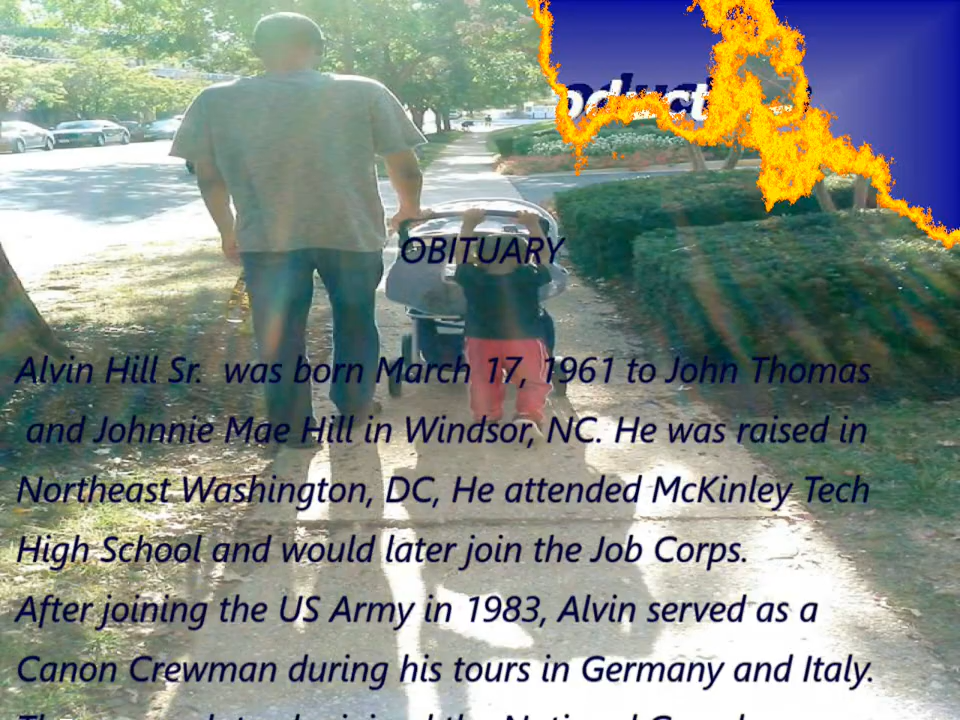 oduct
OBITUARY
Alvin Hill Sr. was born March 17, 1961 to John Thomas
and Johnnie Mae Hill in Windsor, NC. He was raised in
Northeast Washington, DC, He attended McKinley Tech
High School and would later join the Job Corps.
After joining the US Army in 1983, Alvin served as a
Canon Crewman during his tours in Germany and Italy.